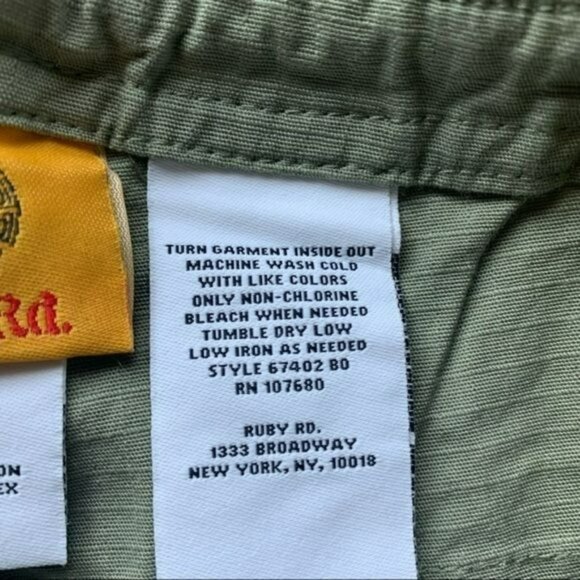 Rd.
TURN GARMENT INSIDE OUT
MACHINE WASH COLD
WITH LIKE COLORS
ONLY NON-CHLORINE
BLEACH WHEN NEEDED
TUMBLE DRY LOW
LOW IRON AS NEEDED
STYLE 67402 BO
RN 107680
RUBY RD.
1333 BROADWAY
NEW YORK, NY, 10018
ON
EX